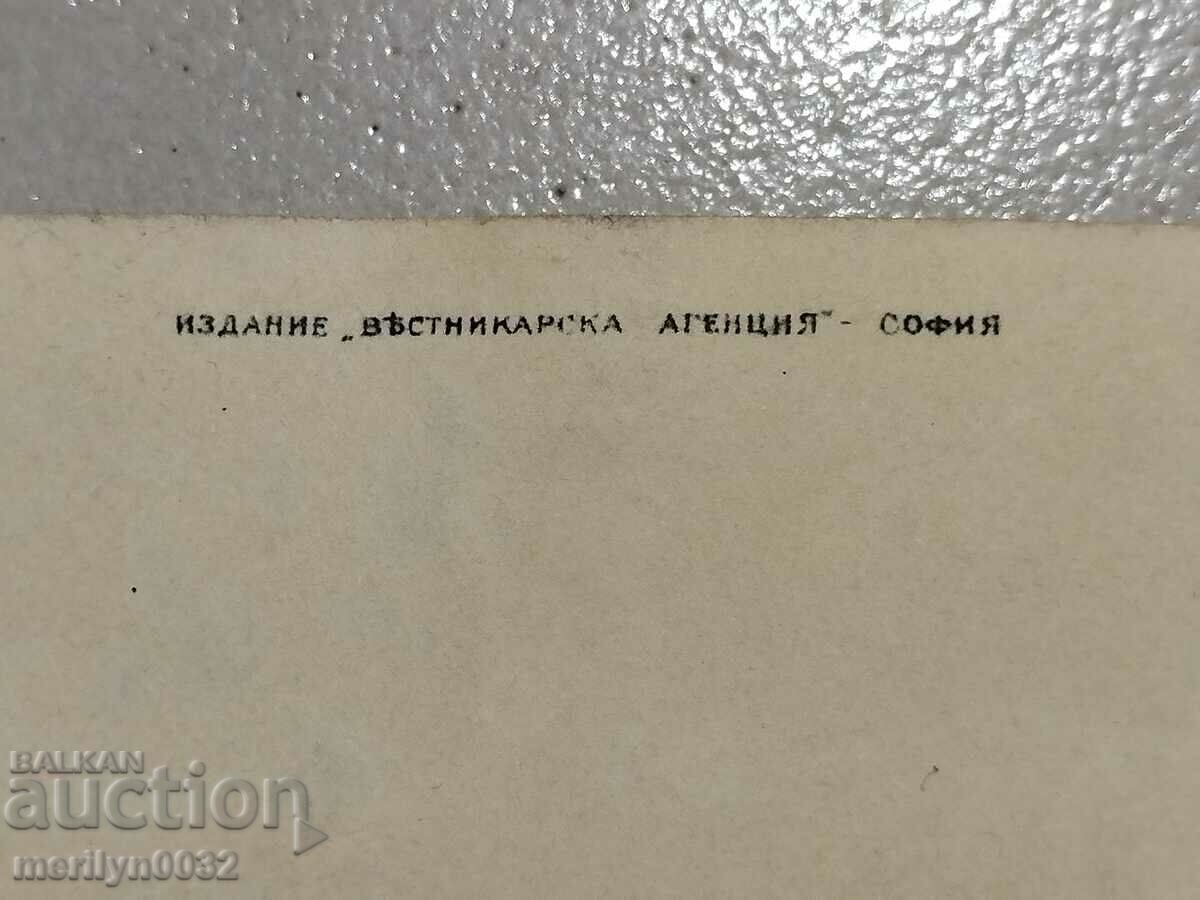 ИЗДАНИЕ „ВѢСТНИКАРСКА АГЕНЦИЯ“ - СОФИЯ
BALKAN
auction
merilyn0032